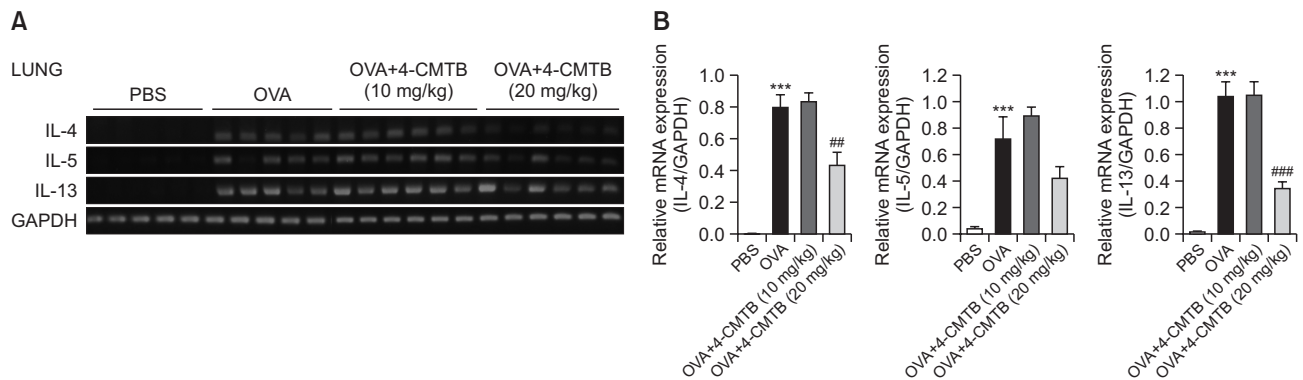 A
LUNG
PBS
OVA
OVA+4-CMTB
(10 mg/kg)
OVA+4-CMTB
(20 mg/kg)
IL-4
IL-5
IL-13
GAPDH
B
Relative mRNA expression
(IL-4/GAPDH)
1.0
0.8
0.6
0.4
0.2
0.0
***
##
PBS
OVA
OVA+4-CMTB (10 mg/kg)
OVA+4-CMTB (20 mg/kg)
Relative mRNA expression
(IL-5/GAPDH)
1.2
1.0
0.8
0.6
0.4
0.2
0.0
***
PBS
OVA
OVA+4-CMTB (10 mg/kg)
OVA+4-CMTB (20 mg/kg)
Relative mRNA expression
(IL-13/GAPDH)
1.2
1.0
0.8
0.6
0.4
0.2
0.0
***
###
PBS
OVA
OVA+4-CMTB (10 mg/kg)
OVA+4-CMTB (20 mg/kg)